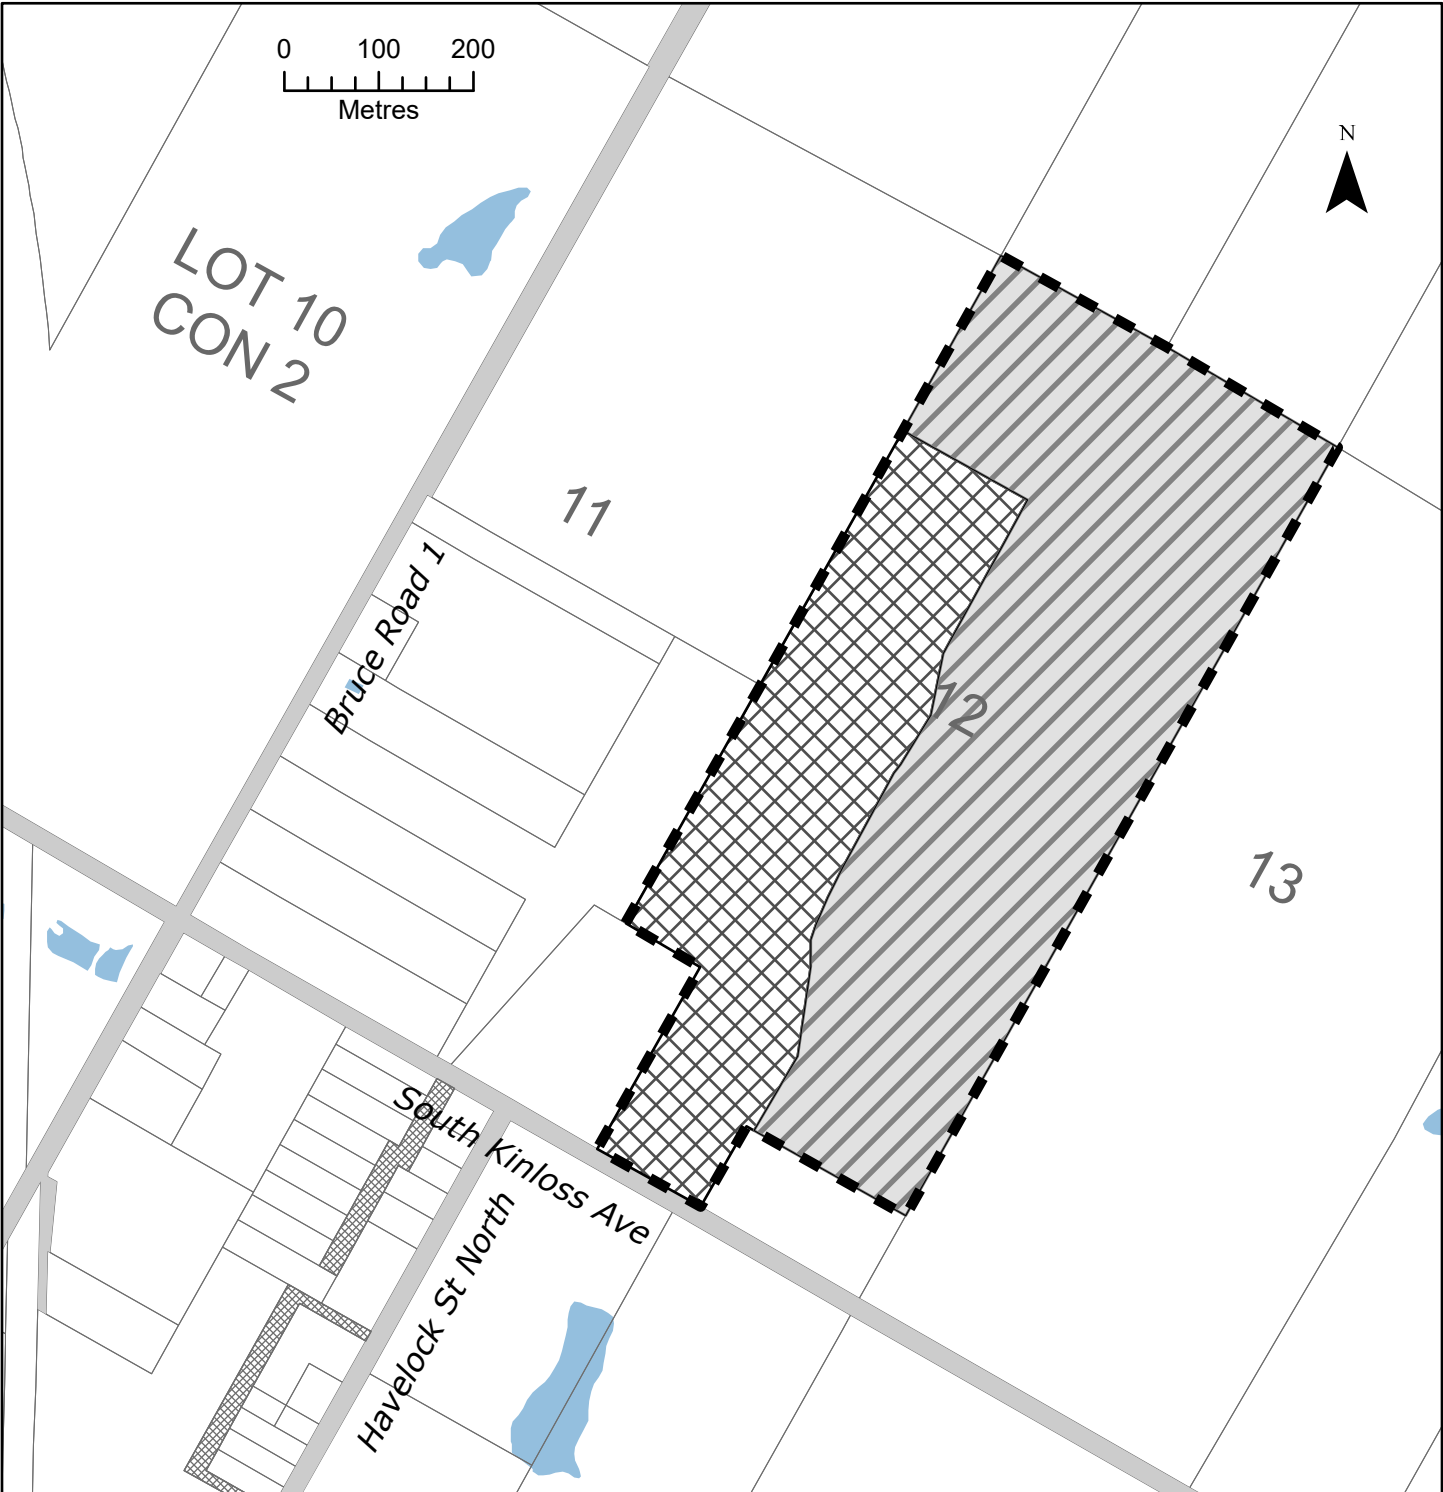 0 100 200
Metres
N
LOT 10
CON 2
11
Bruce Road 1
12
13
South Kinloss Ave
Havelock St North